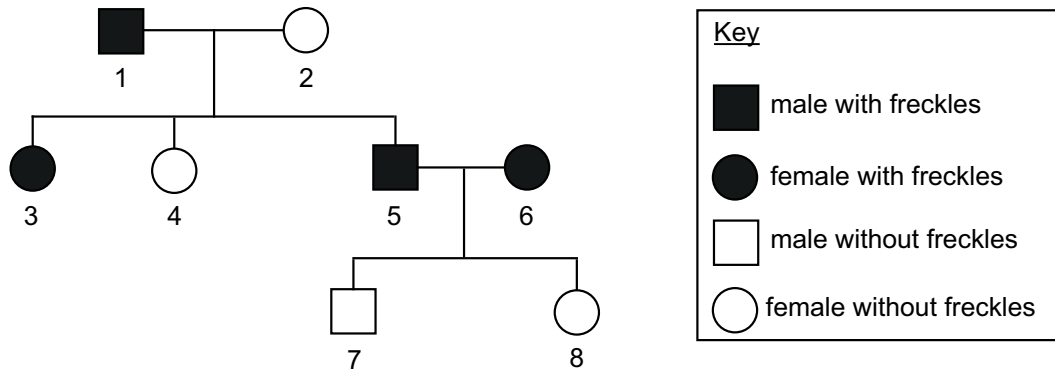 1
2
3
4
5
6
7
8
Key
male with freckles
female with freckles
male without freckles
female without freckles